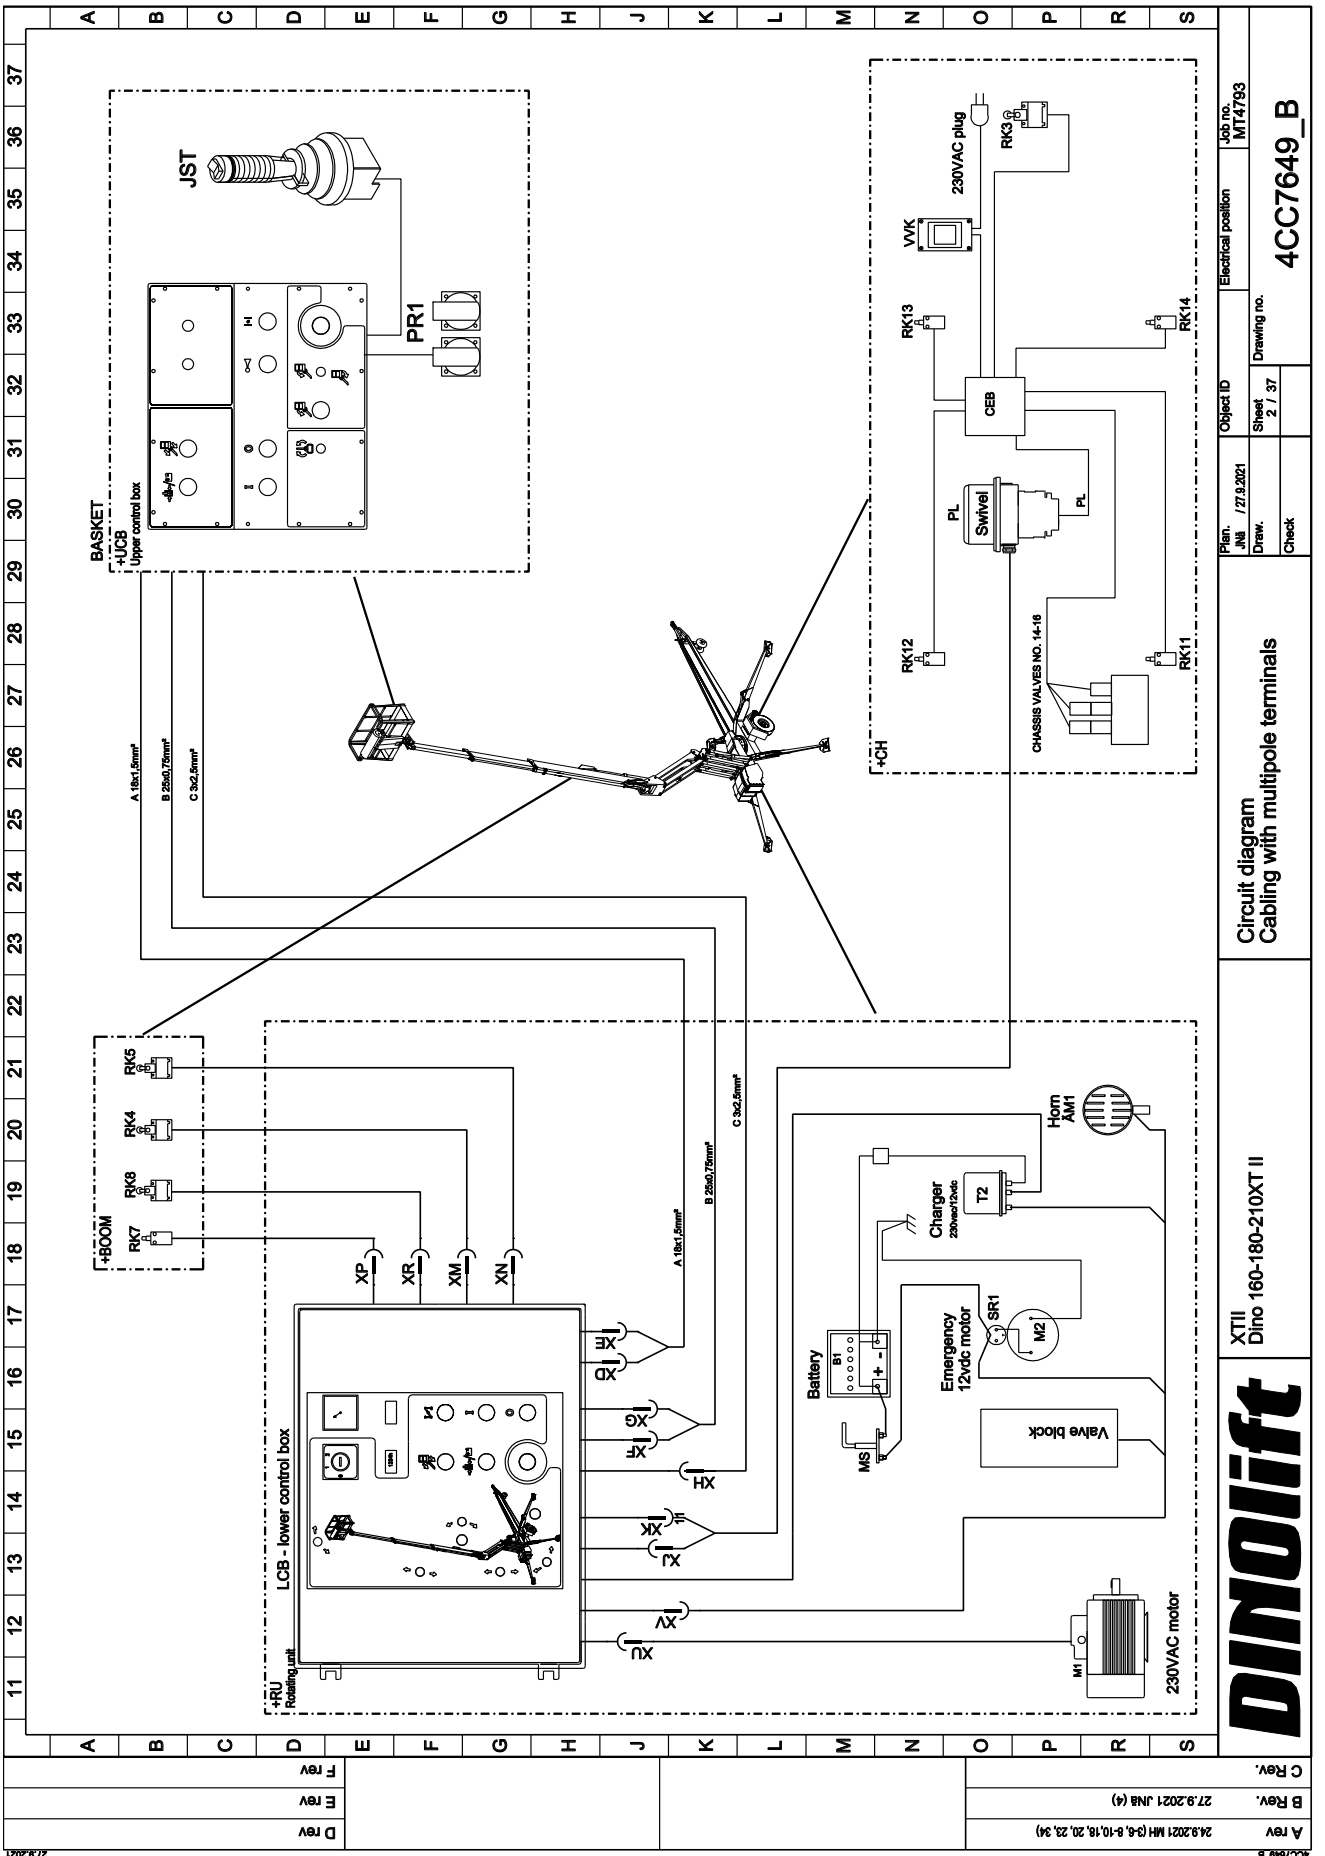 A B C D E F G H J K L M N O P R S
37 36 35 34 33 32 31 30 29 28 27 26 25 24 23 22 21 20 19 18 17 16 15 14 13 12 11
BASKET
+UCB
Upper control box
JST
PR1
A 18x1,5mm²
B 25x0,75mm²
C 3x2,5mm²
+CH
230VAC plug
RK3
VVK
RK13
RK14
CEB
PL
Swivel
PL
RK12
RK11
CHASSIS VALVES NO. 14-16
+BOOM
RK5
RK4
RK8
RK7
XP
XR
XM
XN
+RU
Rotating unit
LCB - lower control box
XE
XD
XG
XF
XH
XK
11
XJ
XV
XU
A 18x1,5mm²
B 25x0,75mm²
C 3x2,5mm²
Horn
ÄM1
Charger
230vac/12vdc
T2
Battery
B1
+ -
MS
Emergency
12vdc motor
SR1
M2
Valve block
M1
230VAC motor
A B C D E F G H J K L M N O P R S
DINOlift
XTII
Dino 160-180-210XT II
Circuit diagram
Cabling with multipole terminals
Plan.
JNä / 27.9.2021
Draw.
Check
Object ID
Sheet
2 / 37
Electrical position
Job no.
MT4793
Drawing no.
4CC7649_B
A rev
24.9.2021 MH (3-6, 8-10,18, 20, 23, 34)
B Rev.
27.9.2021 JNä (4)
C Rev.
D rev
E rev
F rev
4CC7649_B
27.9.2021